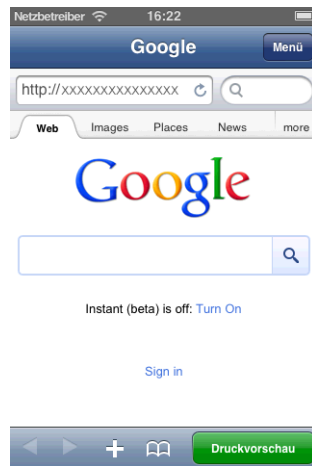 Netzbetreiber 16:22
Google Menü
http://xxxxxxxxxxxxxxx
Web Images Places News more
Google
Instant (beta) is off: Turn On
Sign in
Druckvorschau